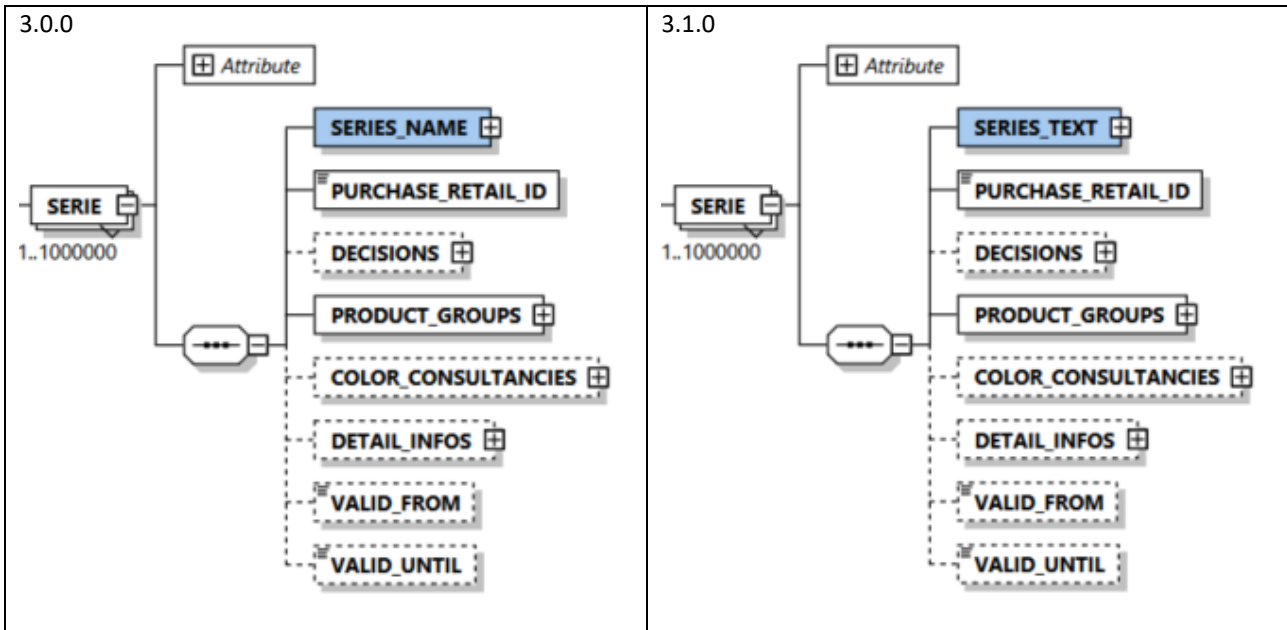 3.0.0
Attribute
SERIES_NAME
PURCHASE_RETAIL_ID
SERIE
1..1000000
DECISIONS
PRODUCT_GROUPS
COLOR_CONSULTANCIES
DETAIL_INFOS
VALID_FROM
VALID_UNTIL
3.1.0
Attribute
SERIES_TEXT
PURCHASE_RETAIL_ID
SERIE
1..1000000
DECISIONS
PRODUCT_GROUPS
COLOR_CONSULTANCIES
DETAIL_INFOS
VALID_FROM
VALID_UNTIL